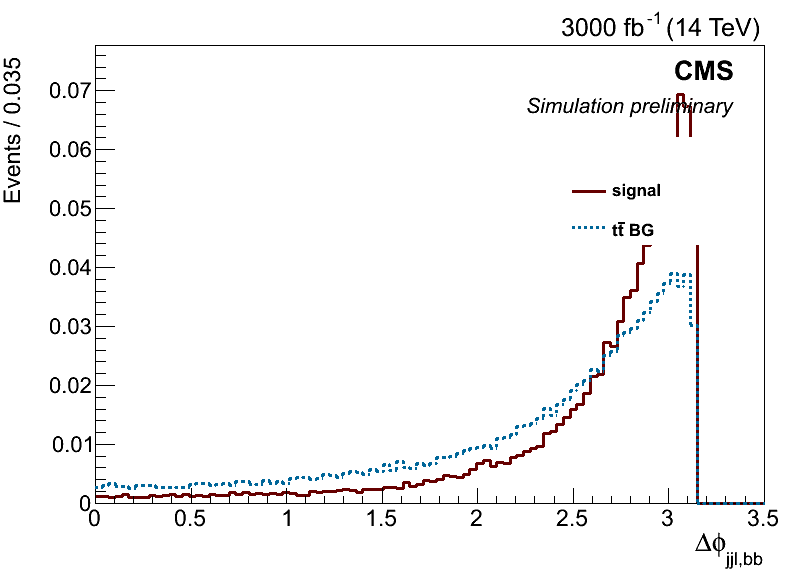 3000 fb⁻¹ (14 TeV)
CMS
Simulation preliminary
Events / 0.035
0.07
0.06
0.05
0.04
0.03
0.02
0.01
0
signal
tt̄ BG
0 0.5 1 1.5 2 2.5 3 3.5
Δϕjjl,bb